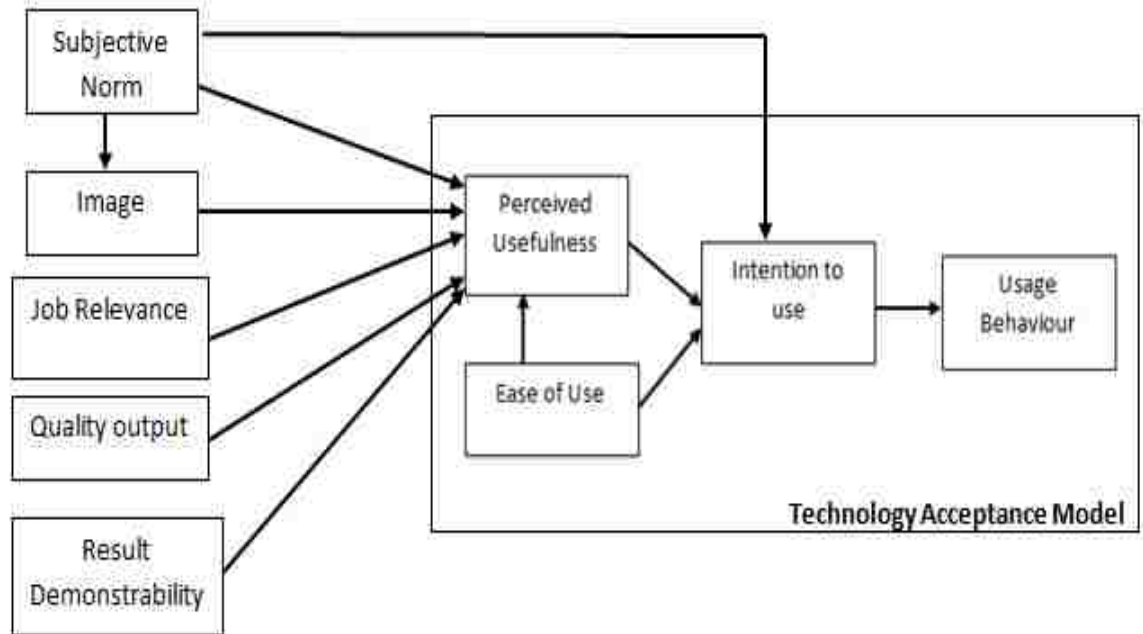 Subjective
Norm
Image
Job Relevance
Quality output
Result
Demonstrability
Perceived
Usefulness
Ease of Use
Intention to
use
Usage
Behaviour
Technology Acceptance Model